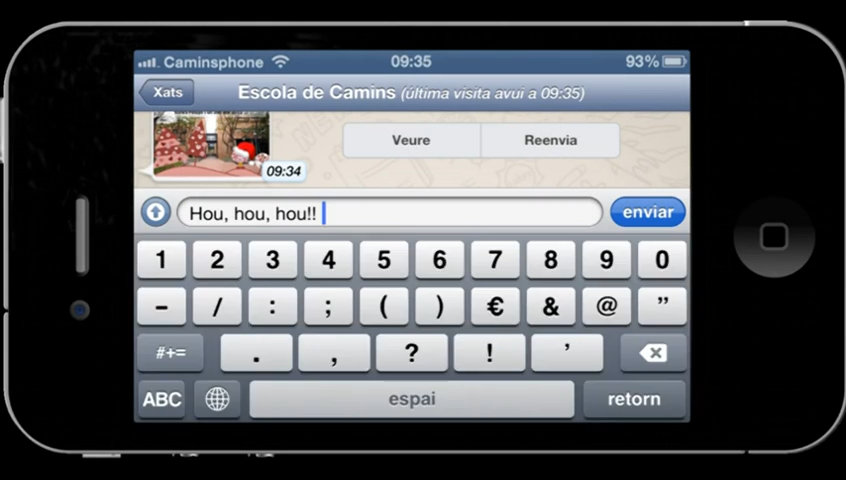 Caminsphone 09:35 93%
Xats Escola de Camins (última visita avui a 09:35)
Veure Reenvia
09:34
Hou, hou, hou!! enviar
1 2 3 4 5 6 7 8 9 0
- / : ; ( ) € & @ ”
#+= . , ? ! ’
ABC espai retorn